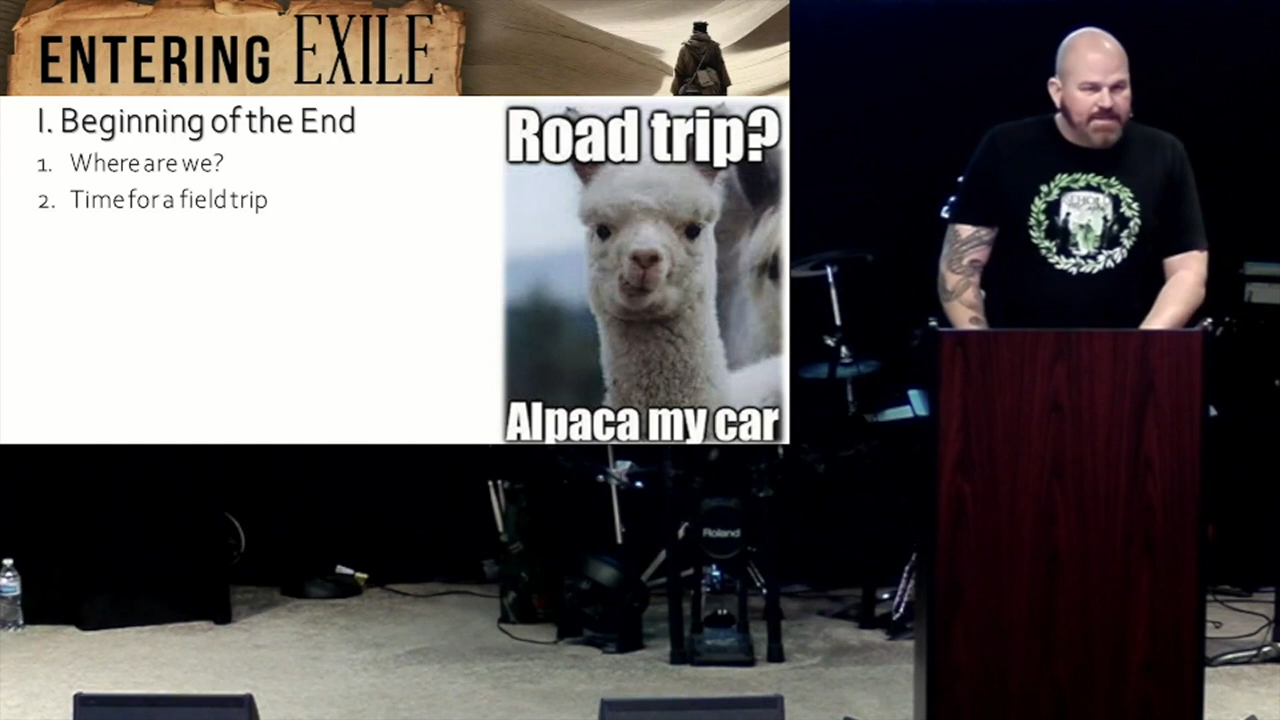 ENTERING EXILE
I. Beginning of the End
1. Where are we?
2. Time for a field trip
Road trip?
Alpaca my car
Roland